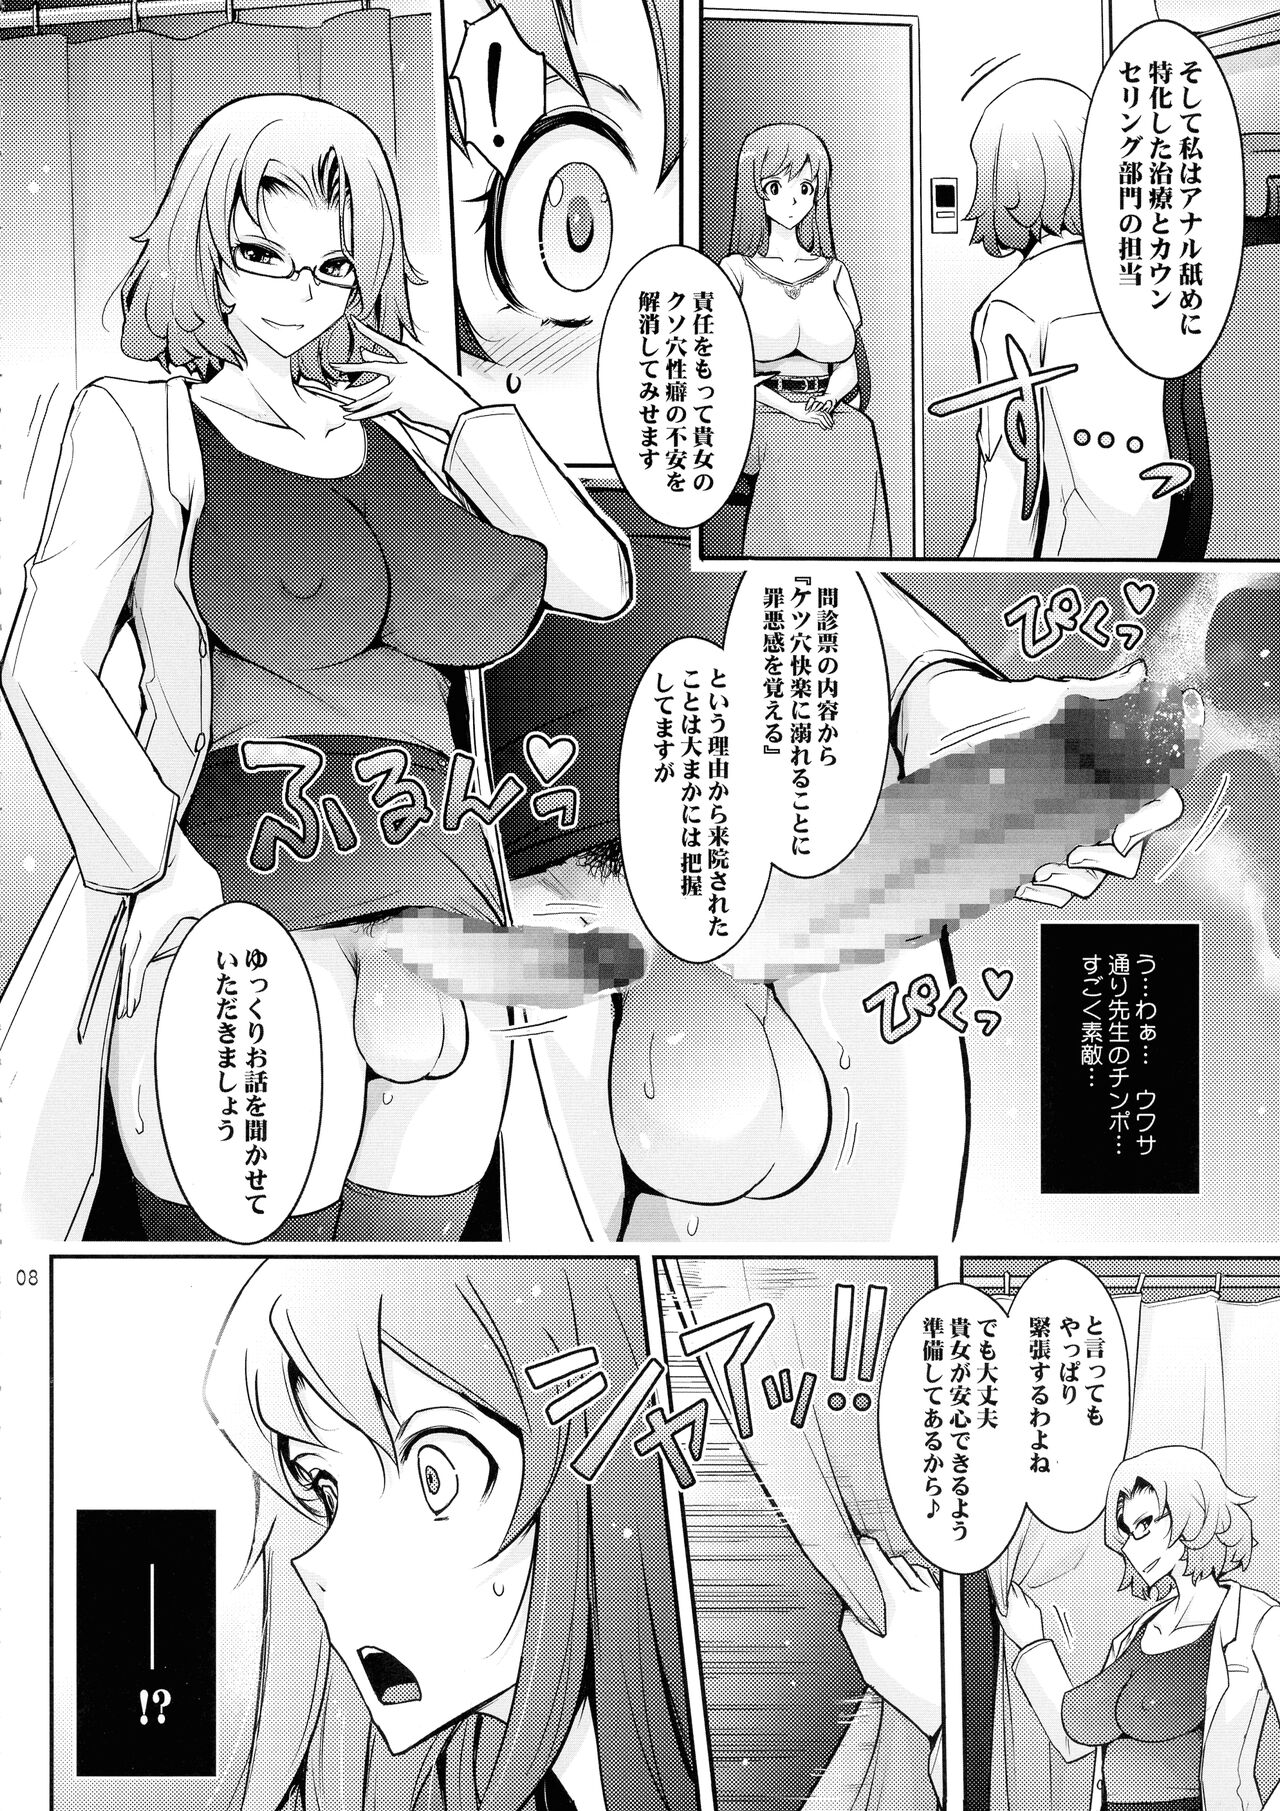 そして私はアナル舐めに
特化した治療とカウン
セリング部門の担当
スッ…
責任をもって貴女の
クソ穴性癖の不安を
解消してみせます
！
問診票の内容から
『ケツ穴快楽に溺れることに
罪悪感を覚える』
という理由から来院された
ことは大まかには把握
してますが
ぴくっ♡
ぴくっ♡
う…わぁ… ウワサ
通り先生のチンポ…
すごく素敵…
ふるんっ♡
ゆっくりお話を聞かせて
いただきましょう
と言っても
やっぱり
緊張するわよね
でも大丈夫
貴女が安心できるよう
準備してあるから♪
シャアッ!!
――!?
08